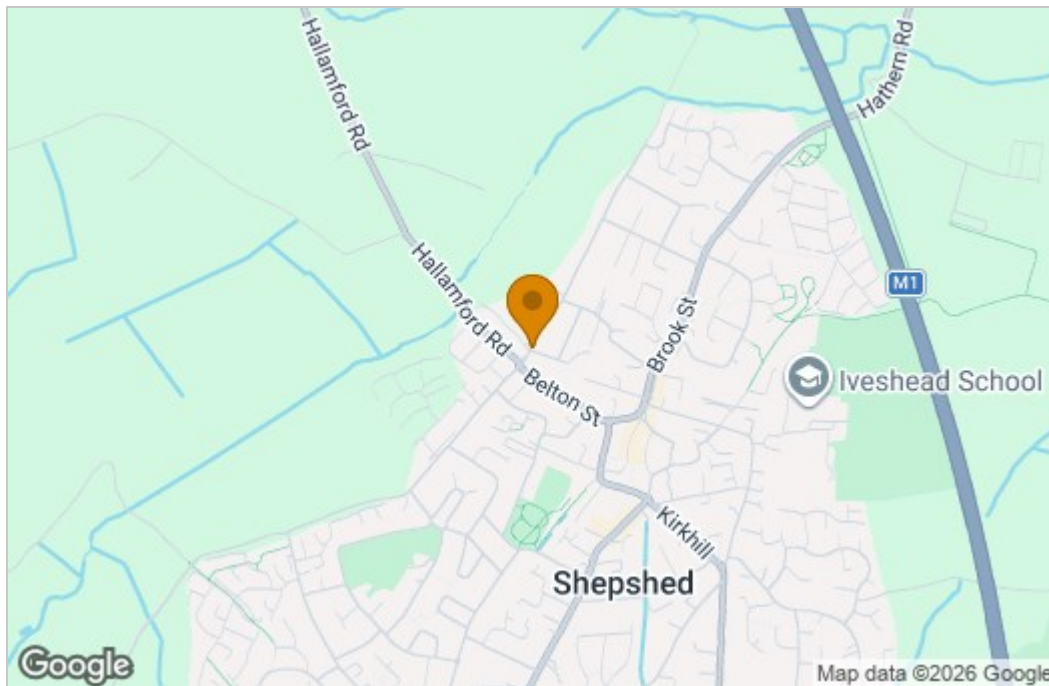 Hallamford Rd
Hathern Rd
Hallamford Rd
M1
Brook St
Iveshead School
Belton St
Kirkhill
Shepshed
Google
Map data ©2026 Google